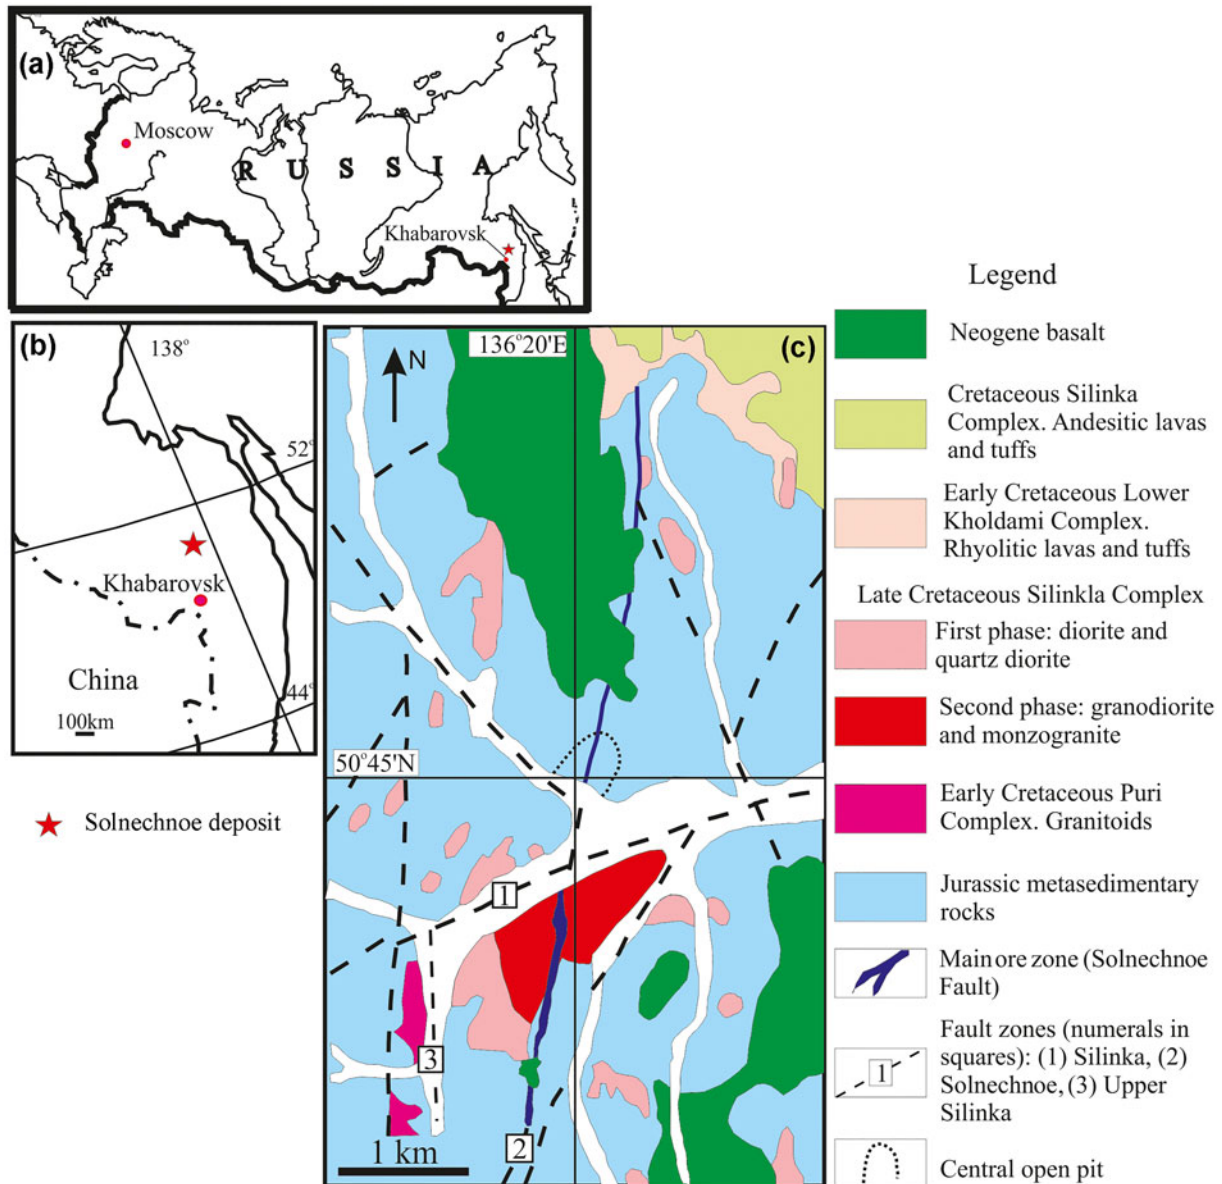 (a)
Moscow
R U S S I A
Khabarovsk
(b)
138°
52°
Khabarovsk
China
44°
100km
Solnechnoe deposit
136°20'E
(c)
N
50°45'N
1
3
2
1 km
Legend
Neogene basalt
Cretaceous Silinka
Complex. Andesitic lavas
and tuffs
Early Cretaceous Lower
Kholdami Complex.
Rhyolitic lavas and tuffs
Late Cretaceous Silinkla Complex
First phase: diorite and
quartz diorite
Second phase: granodiorite
and monzogranite
Early Cretaceous Puri
Complex. Granitoids
Jurassic metasedimentary
rocks
Main ore zone (Solnechnoe
Fault)
1
Fault zones (numerals in
squares): (1) Silinka, (2)
Solnechnoe, (3) Upper
Silinka
Central open pit